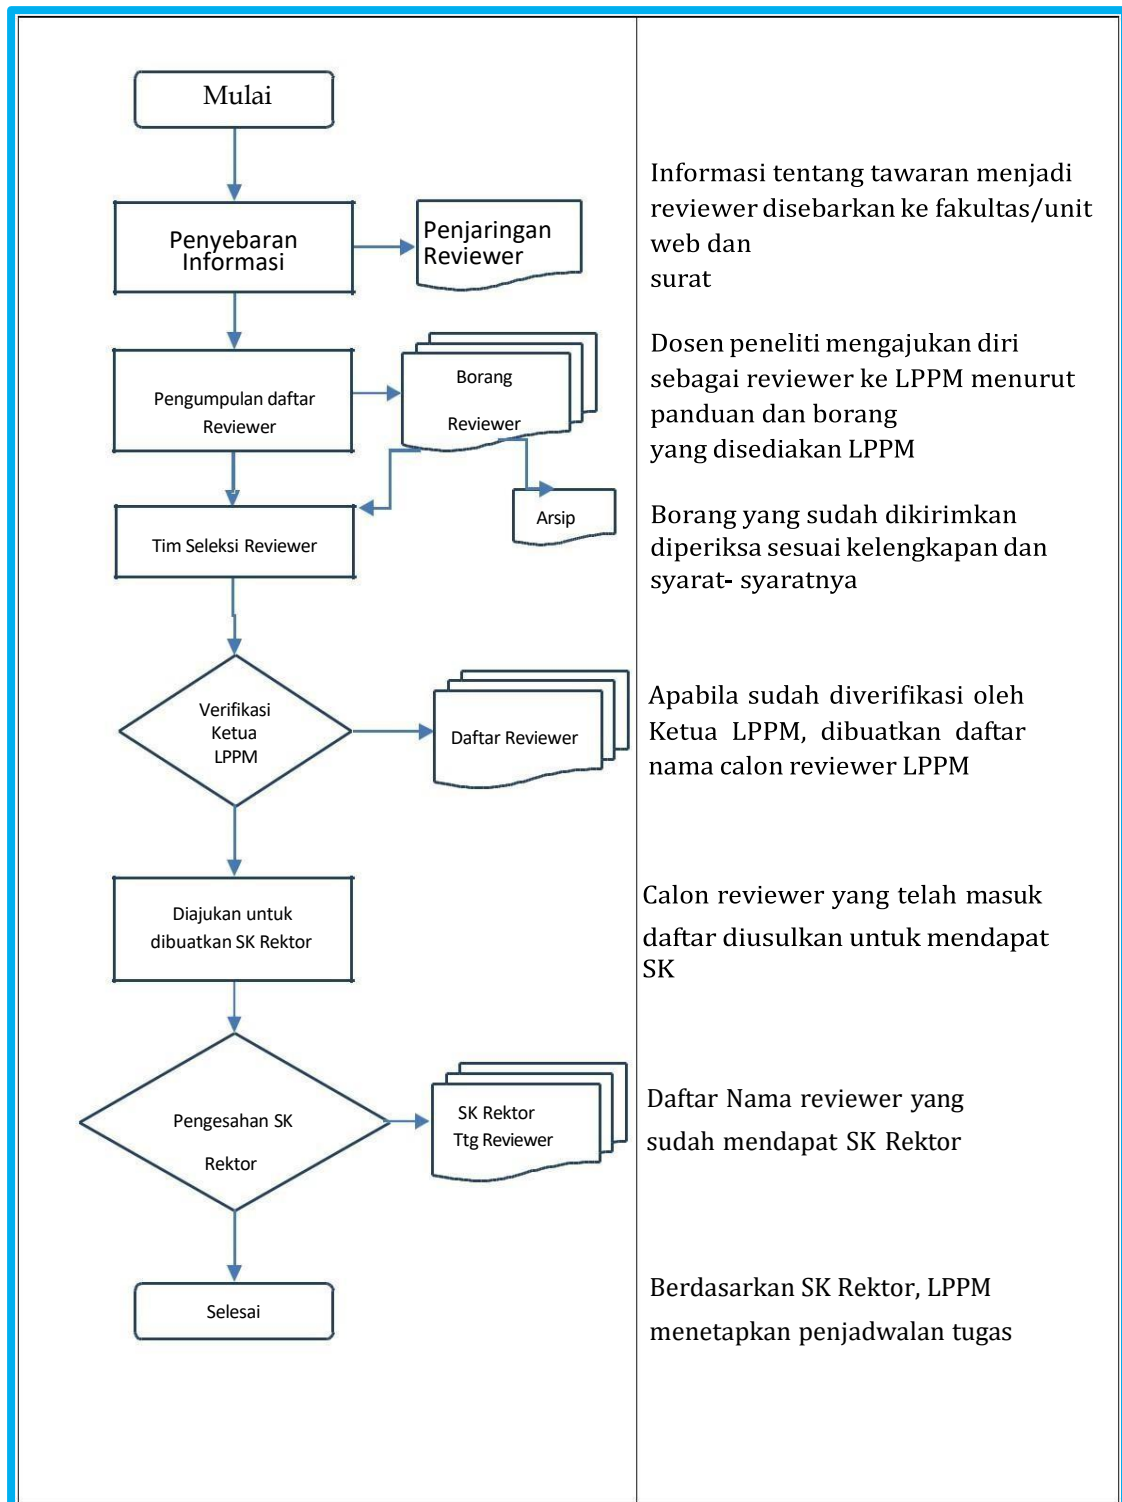 Mulai
Penyebaran
Informasi
Penjaringan
Reviewer
Informasi tentang tawaran menjadi
reviewer disebarkan ke fakultas/unit
web dan
surat
Pengumpulan daftar
Reviewer
Borang
Reviewer
Dosen peneliti mengajukan diri
sebagai reviewer ke LPPM menurut
panduan dan borang
yang disediakan LPPM
Tim Seleksi Reviewer
Arsip
Borang yang sudah dikirimkan
diperiksa sesuai kelengkapan dan
syarat- syaratnya
Verifikasi
Ketua
LPPM
Daftar Reviewer
Apabila sudah diverifikasi oleh
Ketua LPPM, dibuatkan daftar
nama calon reviewer LPPM
Diajukan untuk
dibuatkan SK Rektor
Calon reviewer yang telah masuk
daftar diusulkan untuk mendapat
SK
Pengesahan SK
Rektor
SK Rektor
Ttg Reviewer
Daftar Nama reviewer yang
sudah mendapat SK Rektor
Selesai
Berdasarkan SK Rektor, LPPM
menetapkan penjadwalan tugas